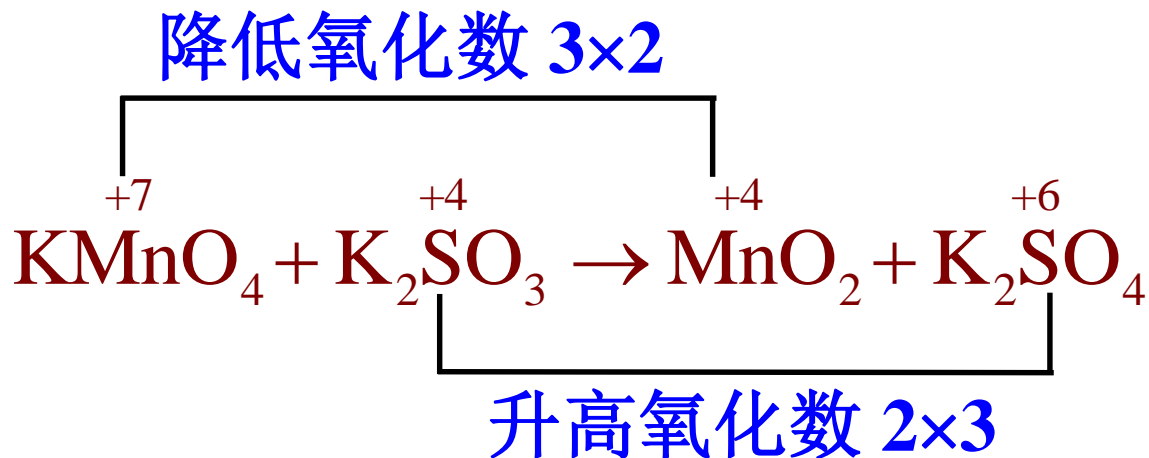 降低氧化数 3×2
+7 +4 +4 +6
KMnO₄ + K₂SO₃ → MnO₂ + K₂SO₄
升高氧化数 2×3